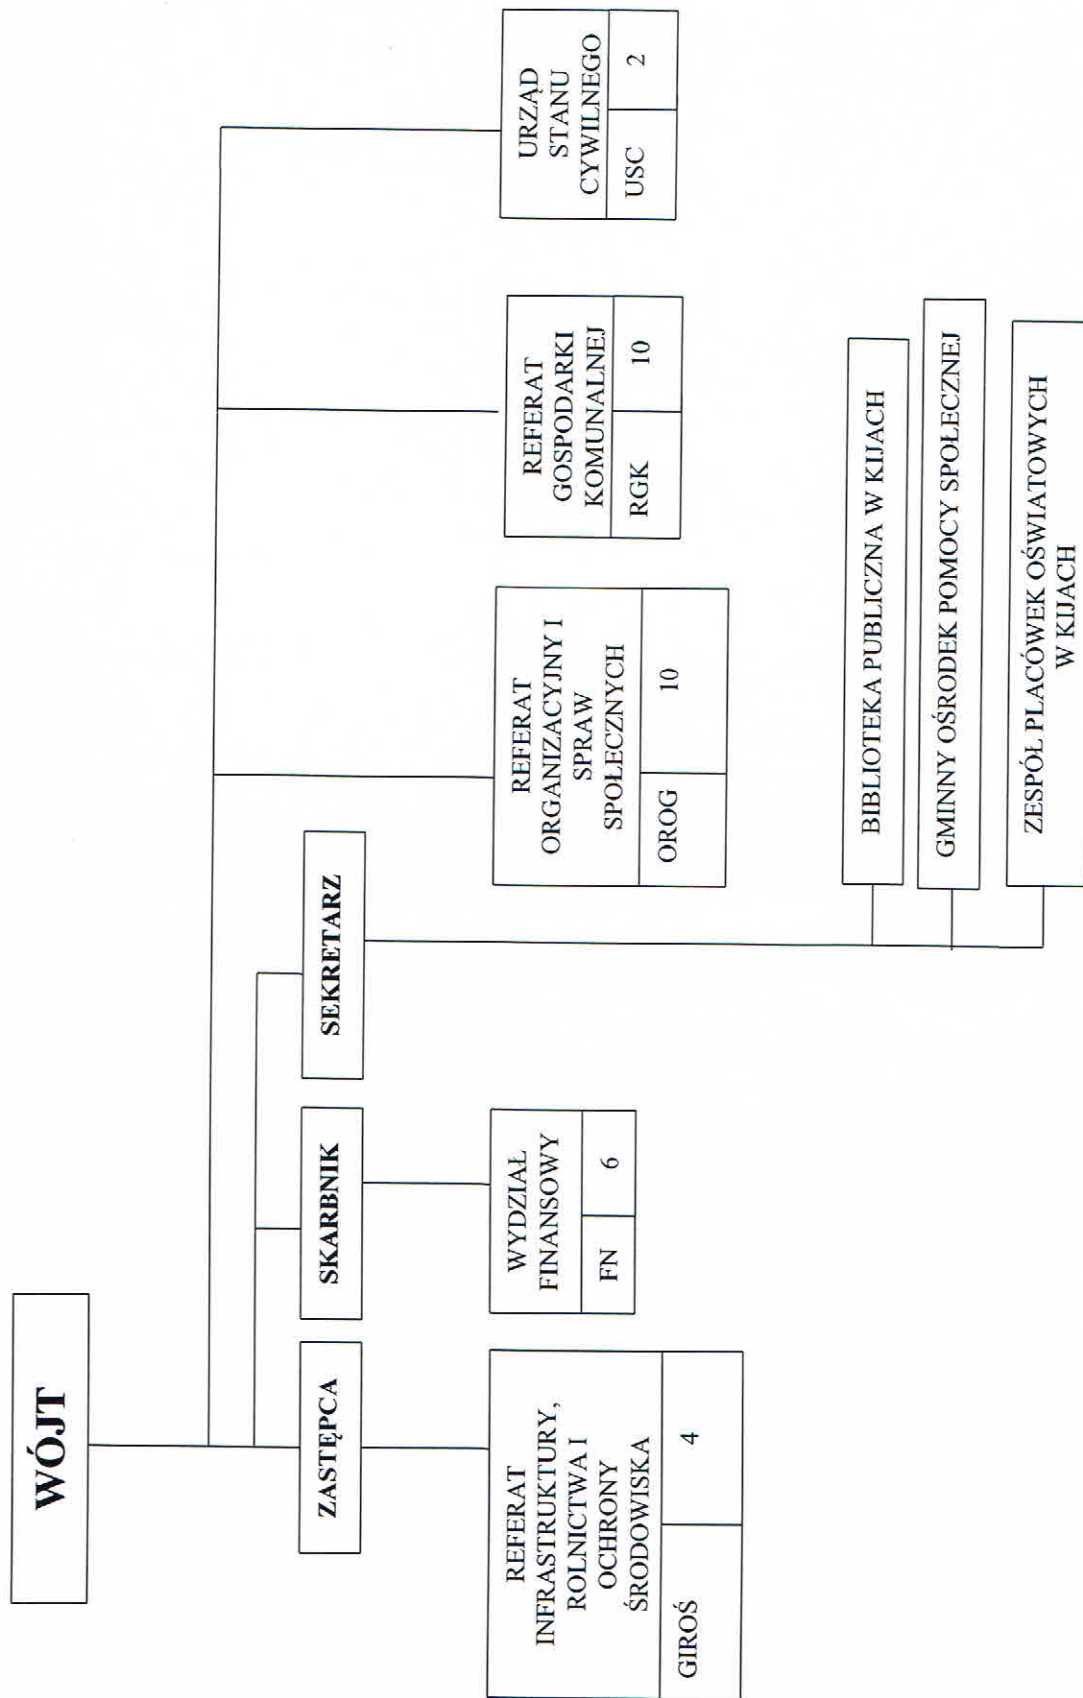 WÓJT
ZASTĘPCA
SKARBNIK
SEKRETARZ
REFERAT
INFRASTRUKTURY,
ROLNICTWA I
OCHRONY
ŚRODOWISKA
GIROŚ 4
WYDZIAŁ
FINANSOWY
FN 6
REFERAT
ORGANIZACYJNY I
SPRAW
SPOŁECZNYCH
OROG 10
REFERAT
GOSPODARKI
KOMUNALNEJ
RGK 10
URZĄD
STANU
CYWILNEGO
USC 2
BIBLIOTEKA PUBLICZNA W KIJACH
GMINNY OŚRODEK POMOCY SPOŁECZNEJ
ZESPÓŁ PLACÓWEK OŚWIATOWYCH
W KIJACH